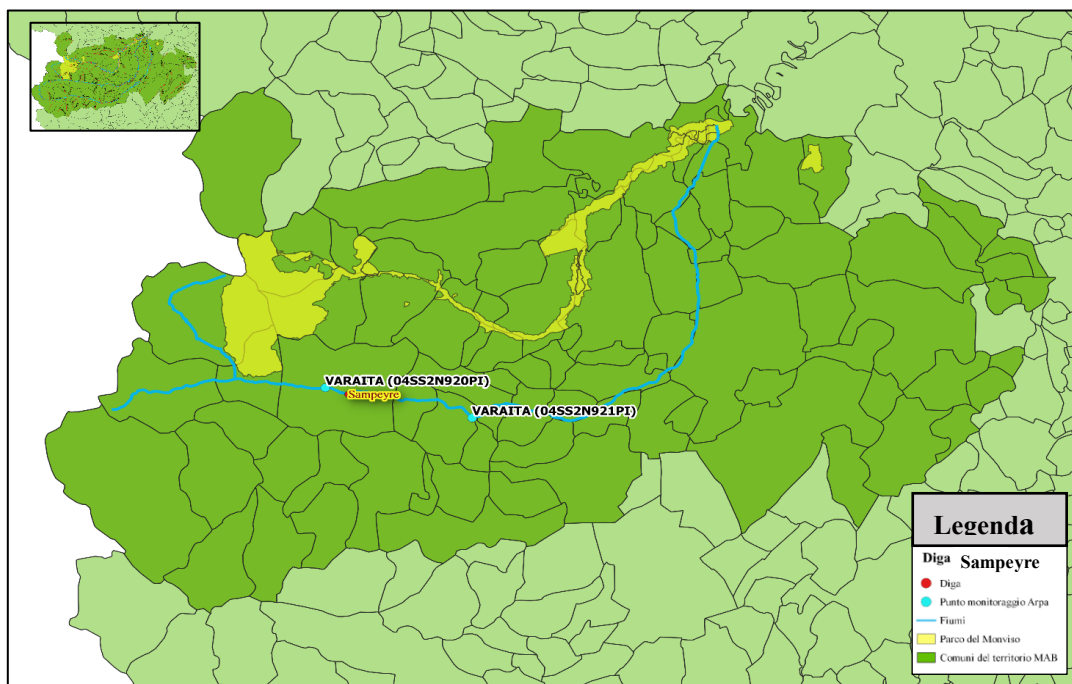 VARAITA (04SS2N920PI)
Sampeyre
VARAITA (04SS2N921PI)
Legenda
Diga Sampeyre
Diga
Punto monitoraggio Arpa
Fiumi
Parco del Monviso
Comuni del territorio MAB